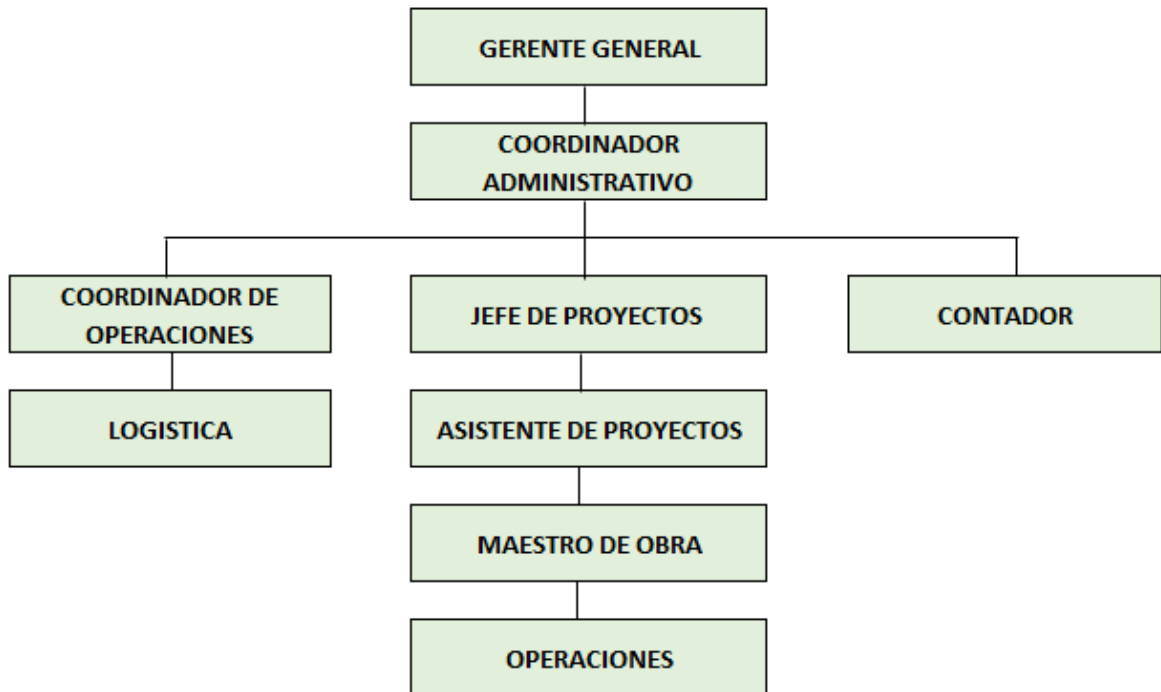 GERENTE GENERAL
COORDINADOR
ADMINISTRATIVO
COORDINADOR DE
OPERACIONES
JEFE DE PROYECTOS
CONTADOR
LOGISTICA
ASISTENTE DE PROYECTOS
MAESTRO DE OBRA
OPERACIONES